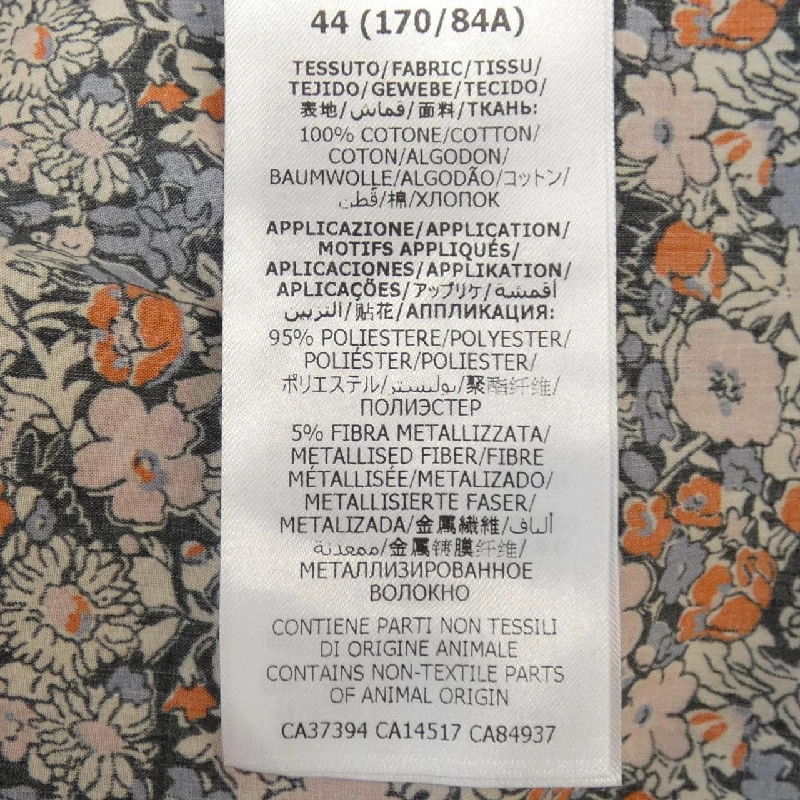 44 (170/84A)
TESSUTO/FABRIC/TISSU/
TEJIDO/GEWEBE/TECIDO/
表地/قماش/面料/ТКАНЬ:
100% COTONE/COTTON/
COTON/ALGODON/
BAUMWOLLE/ALGODÃO/コットン/
قطن/棉/ХЛОПОК
APPLICAZIONE/APPLICATION/
MOTIFS APPLIQUÉS/
APLICACIONES/APPLIKATION/
APLICAÇÕES/アップリケ/أقمشة
التزيين/贴花/АППЛИКАЦИЯ:
95% POLIESTERE/POLYESTER/
POLIÉSTER/POLIESTER/
ポリエステル/بوليستر/聚酯纤维/
ПОЛИЭСТЕР
5% FIBRA METALLIZZATA/
METALLISED FIBER/FIBRE
MÉTALLISÉE/METALIZADO/
METALLISIERTE FASER/
METALIZADA/金属繊維/ألياف
ممعدنة/金属镀膜纤维/
МЕТАЛЛИЗИРОВАННОЕ
ВОЛОКНО
CONTIENE PARTI NON TESSILI
DI ORIGINE ANIMALE
CONTAINS NON-TEXTILE PARTS
OF ANIMAL ORIGIN
CA37394 CA14517 CA84937